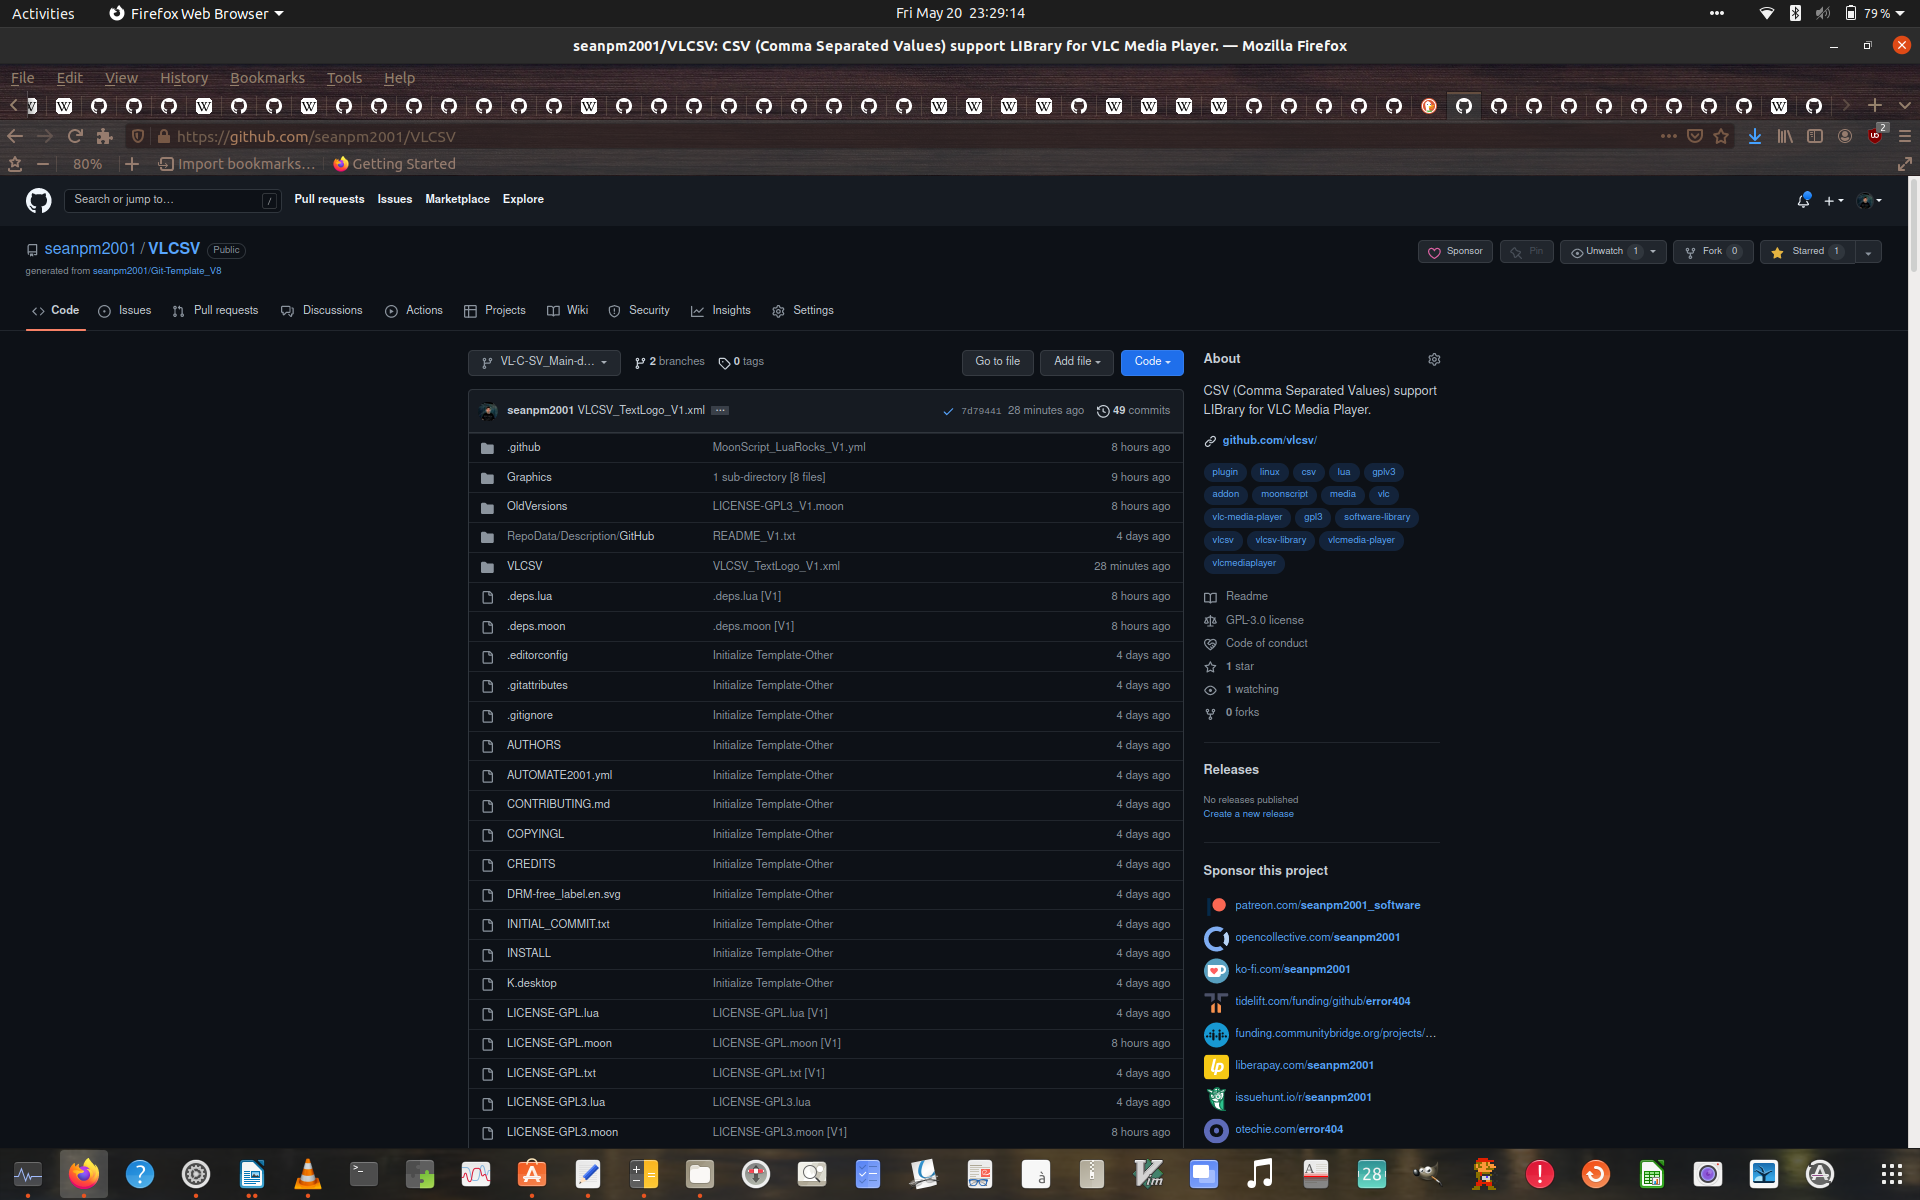 Activities Firefox Web Browser Fri May 20 23:29:14 79 %
seanpm2001/VLCSV: CSV (Comma Separated Values) support LIBrary for VLC Media Player. — Mozilla Firefox
File Edit View History Bookmarks Tools Help
https://github.com/seanpm2001/VLCSV 2
80% Import bookmarks... Getting Started
Search or jump to... / Pull requests Issues Marketplace Explore
seanpm2001 / VLCSV Public Sponsor Pin Unwatch 1 Fork 0 Starred 1
generated from seanpm2001/Git-Template_V8
Code Issues Pull requests Discussions Actions Projects Wiki Security Insights Settings
VL-C-SV_Main-d... 2 branches 0 tags Go to file Add file Code
seanpm2001 VLCSV_TextLogo_V1.xml ... 7d79441 28 minutes ago 49 commits
.github MoonScript_LuaRocks_V1.yml 8 hours ago
Graphics 1 sub-directory [8 files] 9 hours ago
OldVersions LICENSE-GPL3_V1.moon 8 hours ago
RepoData/Description/GitHub README_V1.txt 4 days ago
VLCSV VLCSV_TextLogo_V1.xml 28 minutes ago
.deps.lua .deps.lua [V1] 8 hours ago
.deps.moon .deps.moon [V1] 8 hours ago
.editorconfig Initialize Template-Other 4 days ago
.gitattributes Initialize Template-Other 4 days ago
.gitignore Initialize Template-Other 4 days ago
AUTHORS Initialize Template-Other 4 days ago
AUTOMATE2001.yml Initialize Template-Other 4 days ago
CONTRIBUTING.md Initialize Template-Other 4 days ago
COPYINGL Initialize Template-Other 4 days ago
CREDITS Initialize Template-Other 4 days ago
DRM-free_label.en.svg Initialize Template-Other 4 days ago
INITIAL_COMMIT.txt Initialize Template-Other 4 days ago
INSTALL Initialize Template-Other 4 days ago
K.desktop Initialize Template-Other 4 days ago
LICENSE-GPL.lua LICENSE-GPL.lua [V1] 4 days ago
LICENSE-GPL.moon LICENSE-GPL.moon [V1] 8 hours ago
LICENSE-GPL.txt LICENSE-GPL.txt [V1] 4 days ago
LICENSE-GPL3.lua LICENSE-GPL3.lua 4 days ago
LICENSE-GPL3.moon LICENSE-GPL3.moon [V1] 8 hours ago
About
CSV (Comma Separated Values) support
LIBrary for VLC Media Player.
github.com/vlcsv/
plugin linux csv lua gplv3
addon moonscript media vlc
vlc-media-player gpl3 software-library
vlcsv vlcsv-library vlcmedia-player
vlcmediaplayer
Readme
GPL-3.0 license
Code of conduct
1 star
1 watching
0 forks
Releases
No releases published
Create a new release
Sponsor this project
patreon.com/seanpm2001_software
opencollective.com/seanpm2001
ko-fi.com/seanpm2001
tidelift.com/funding/github/error404
funding.communitybridge.org/projects/...
lp liberapay.com/seanpm2001
issuehunt.io/r/seanpm2001
otechie.com/error404
28